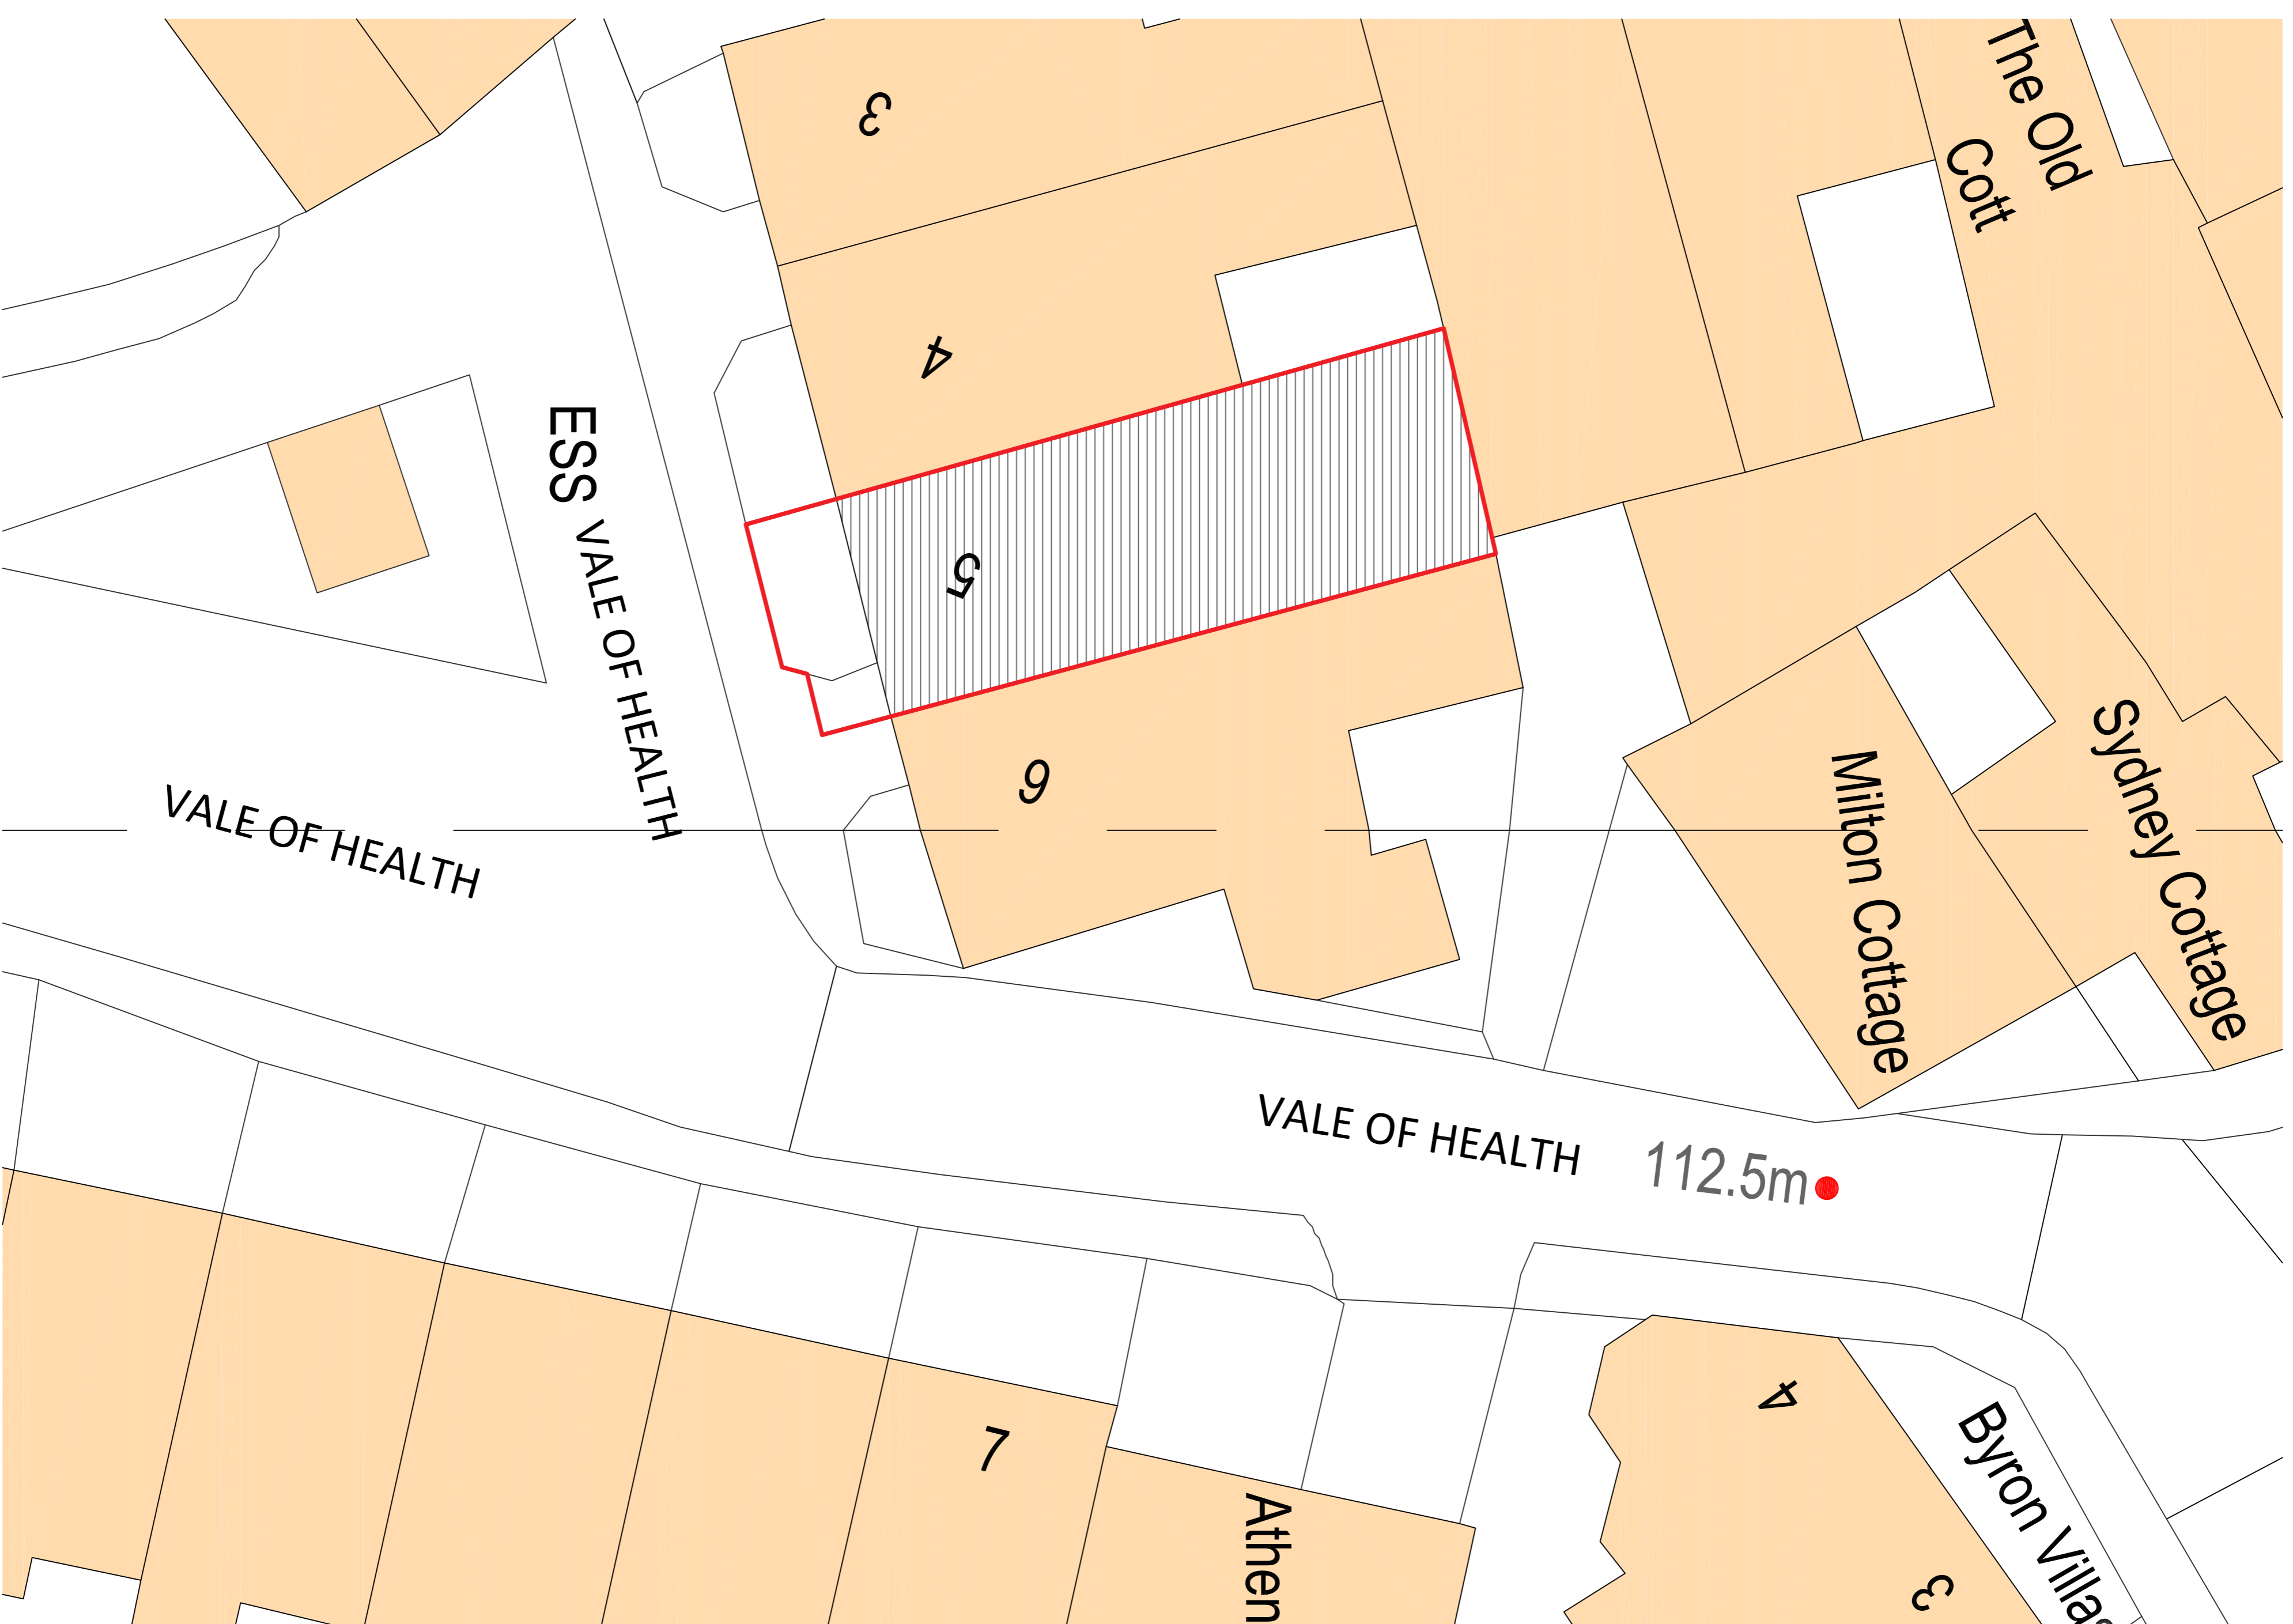 The Old
Cott
3
4
ESS
VALE OF HEALTH
5
6
VALE OF HEALTH
Milton Cottage
Sydney Cottage
VALE OF HEALTH
112.5m
4
7
Byron Villas
Athen
3